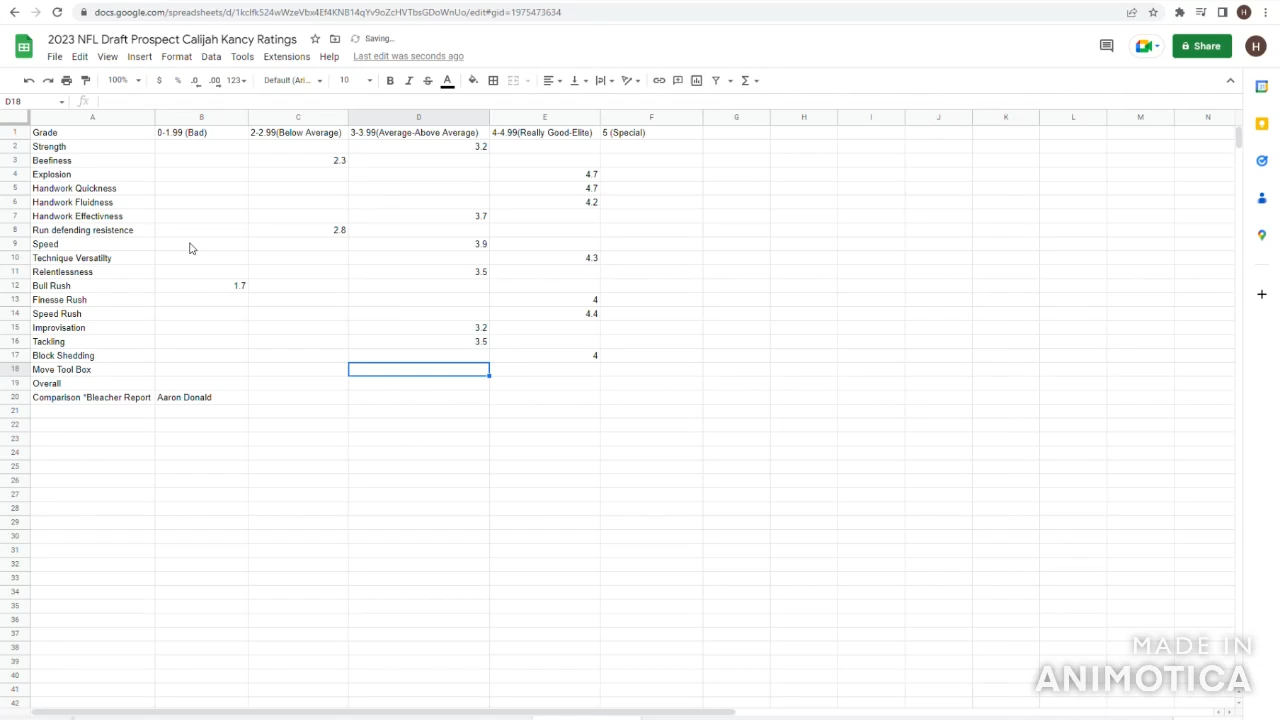 docs.google.com/spreadsheets/d/1kclfk524wWzeVbx4Ef4KNB14qYv9oZcHVTbsGDoWnUo/edit#gid=1975473634
H
2023 NFL Draft Prospect Calijah Kancy Ratings Saving...
File Edit View Insert Format Data Tools Extensions Help Last edit was seconds ago
Share H
100% $ % .0 .00 123 Default (Ari... 10 B I S A Σ
D18 fx
A B C D E F G H I J K L M N
1 Grade 0-1.99 (Bad) 2-2.99(Below Average) 3-3.99(Average-Above Average) 4-4.99(Really Good-Elite) 5 (Special)
2 Strength 3.2
3 Beefiness 2.3
4 Explosion 4.7
5 Handwork Quickness 4.7
6 Handwork Fluidness 4.2
7 Handwork Effectivness 3.7
8 Run defending resistence 2.8
9 Speed 3.9
10 Technique Versatilty 4.3
11 Relentlessness 3.5
12 Bull Rush 1.7
13 Finesse Rush 4
14 Speed Rush 4.4
15 Improvisation 3.2
16 Tackling 3.5
17 Block Shedding 4
18 Move Tool Box
19 Overall
20 Comparison *Bleacher Report Aaron Donald
21
22
23
24
25
26
27
28
29
30
31
32
33
34
35
36
37
38
39
40
41
42
MADE IN
ANIMOTICA